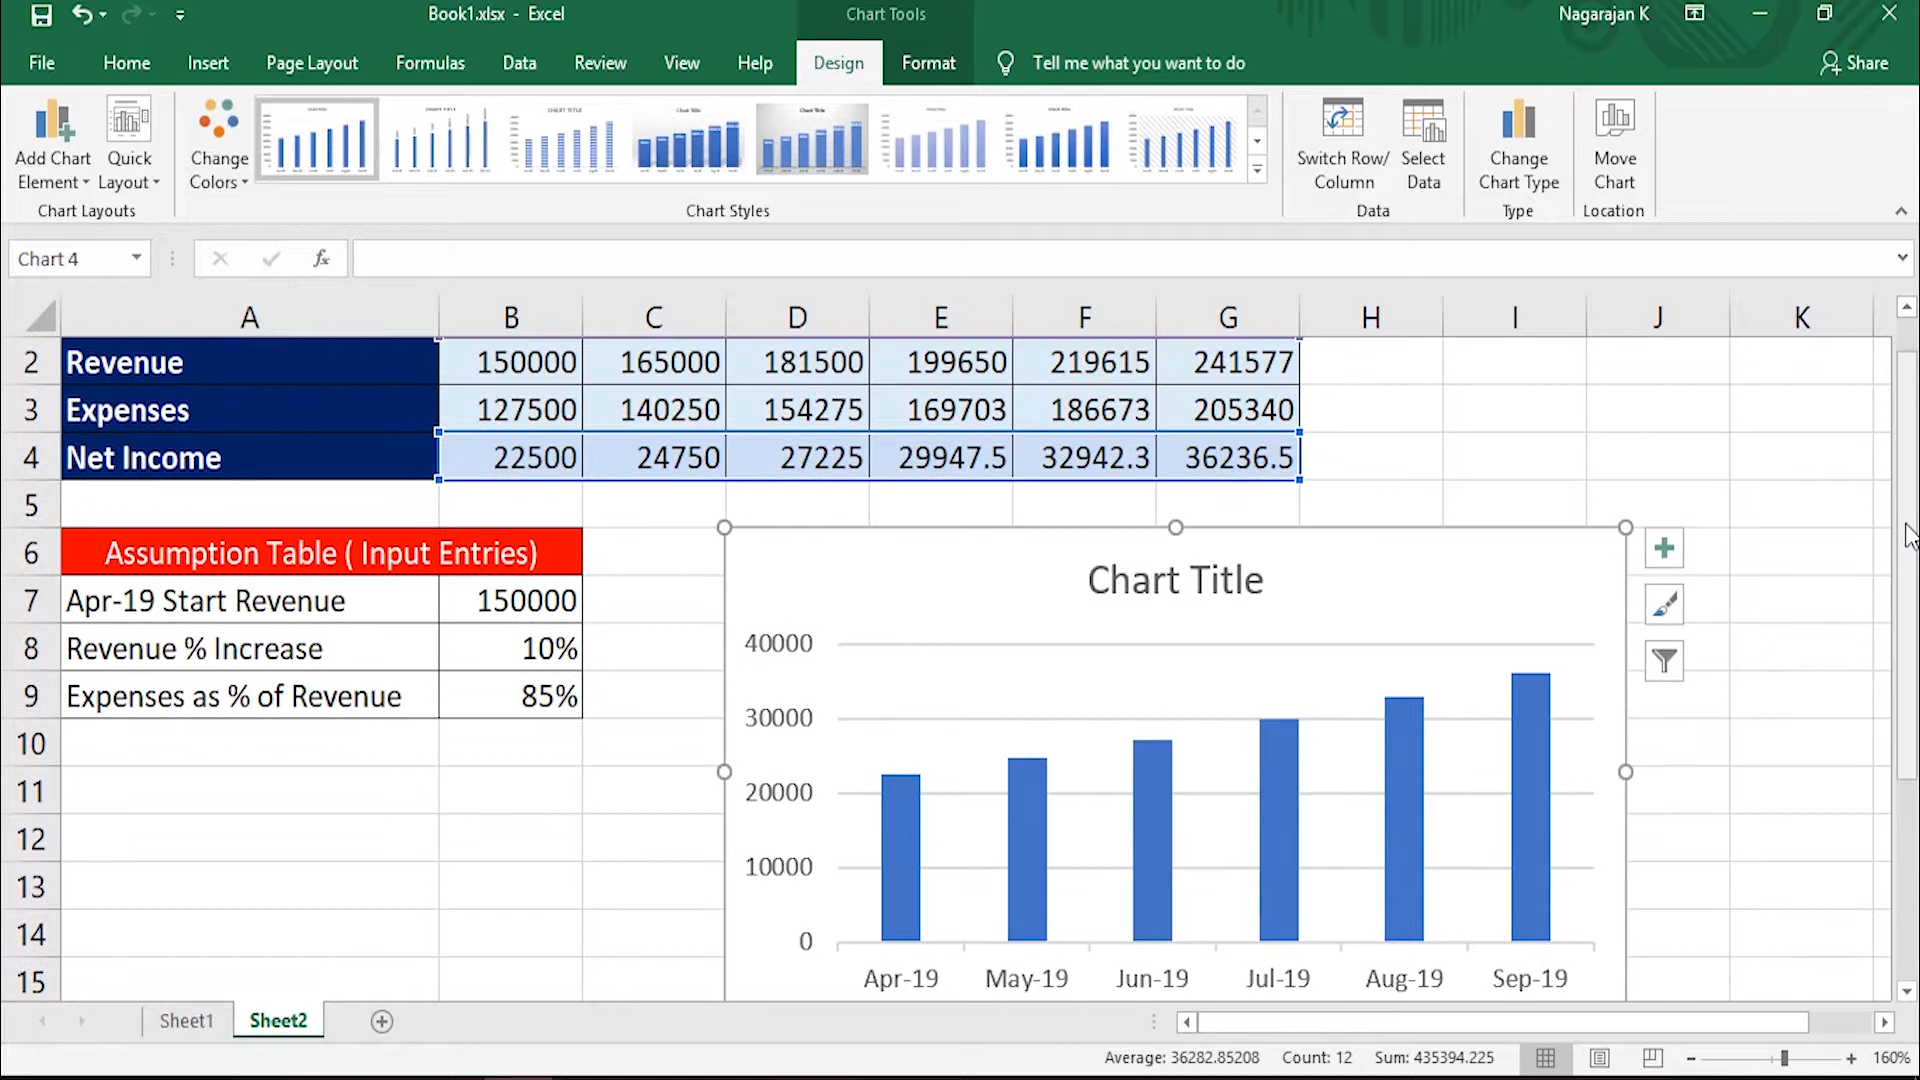 Book1.xlsx - Excel
Chart Tools
Nagarajan K
File Home Insert Page Layout Formulas Data Review View Help Design Format Tell me what you want to do Share
Add Chart Element
Quick Layout
Change Colors
Switch Row/ Column
Select Data
Change Chart Type
Move Chart
Chart Layouts
Chart Styles
Data
Type
Location
Chart 4
fx
A B C D E F G H I J K
2 Revenue 150000 165000 181500 199650 219615 241577
3 Expenses 127500 140250 154275 169703 186673 205340
4 Net Income 22500 24750 27225 29947.5 32942.3 36236.5
5
6 Assumption Table ( Input Entries)
7 Apr-19 Start Revenue 150000
8 Revenue % Increase 10%
9 Expenses as % of Revenue 85%
10
11
12
13
14
15
Chart Title
40000
30000
20000
10000
0
Apr-19 May-19 Jun-19 Jul-19 Aug-19 Sep-19
Sheet1 Sheet2
Average: 36282.85208 Count: 12 Sum: 435394.225
160%